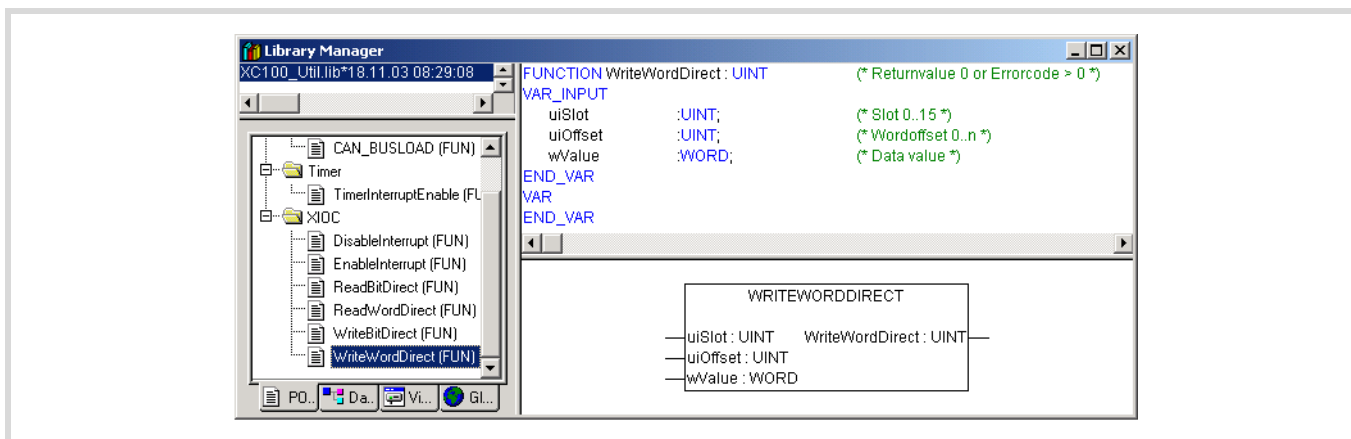 Library Manager
XC100_Util.lib*18.11.03 08:29:08
CAN_BUSLOAD (FUN)
Timer
TimerInterruptEnable (FU
XIOC
DisableInterrupt (FUN)
EnableInterrupt (FUN)
ReadBitDirect (FUN)
ReadWordDirect (FUN)
WriteBitDirect (FUN)
WriteWordDirect (FUN)
PO.. Da.. Vi... Gl...
FUNCTION WriteWordDirect : UINT (* Returnvalue 0 or Errorcode > 0 *)
VAR_INPUT
uiSlot :UINT; (* Slot 0..15 *)
uiOffset :UINT; (* Wordoffset 0..n *)
wValue :WORD; (* Data value *)
END_VAR
VAR
END_VAR
WRITEWORDDIRECT
uiSlot : UINT WriteWordDirect : UINT
uiOffset : UINT
wValue : WORD